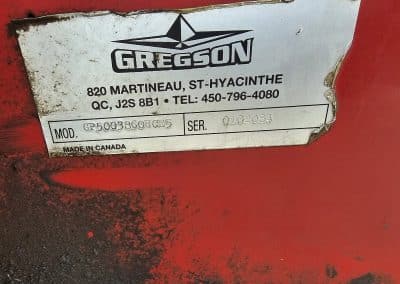 GREGSON
820 MARTINEAU, ST-HYACINTHE
QC, J2S 8B1 • TEL: 450-796-4080
MOD. SER.
MADE IN CANADA